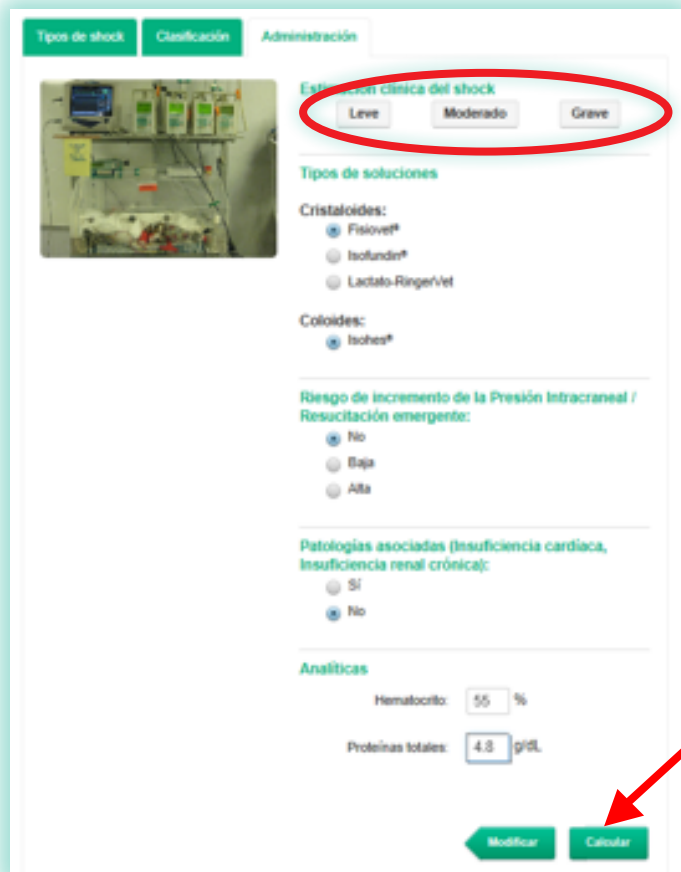 Tipos de shock
Clasificación
Administración
Estimación clínica del shock
Leve
Moderado
Grave
Tipos de soluciones
Cristaloides:
Fisiovet®
Isofundin®
Lactato-RingerVet
Coloides:
Isohes®
Riesgo de incremento de la Presión Intracraneal /
Resucitación emergente:
No
Baja
Alta
Patologías asociadas (Insuficiencia cardíaca,
Insuficiencia renal crónica):
Sí
No
Analíticas
Hematocrito: 55 %
Proteínas totales: 4.8 g/dL
Modificar
Calcular